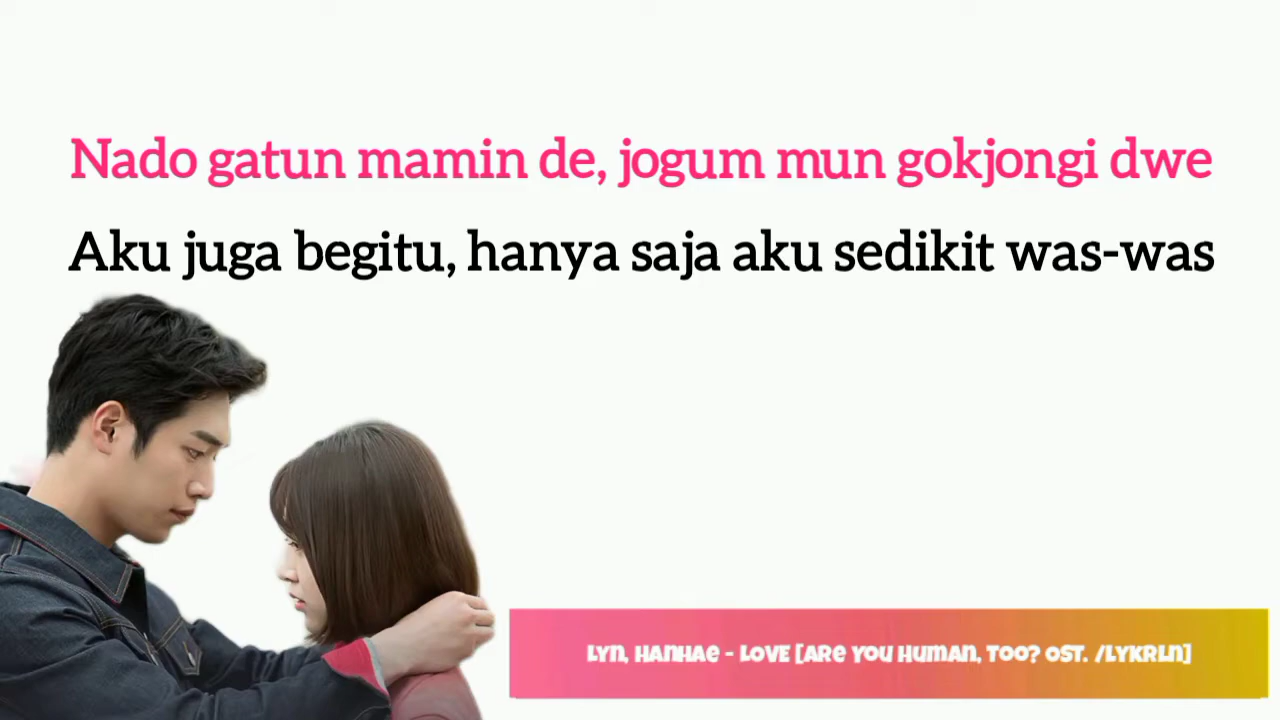 Nado gatun mamin de, jogum mun gokjongi dwe
Aku juga begitu, hanya saja aku sedikit was-was
Lyn, Hanhae - LOVE [Are You Human, Too? OST. /LYKRLn]